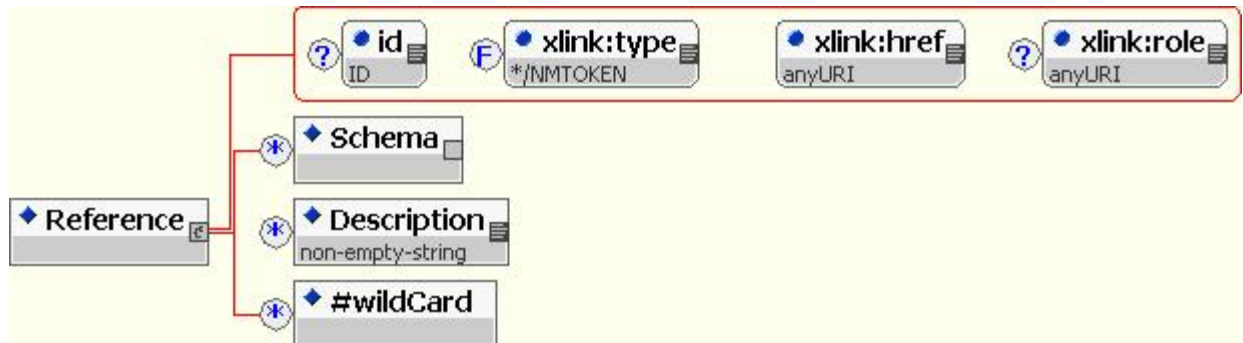 ? id F xlink:type xlink:href ? xlink:role
ID */NMTOKEN anyURI anyURI
* Schema
Reference
* Description
non-empty-string
* #wildCard